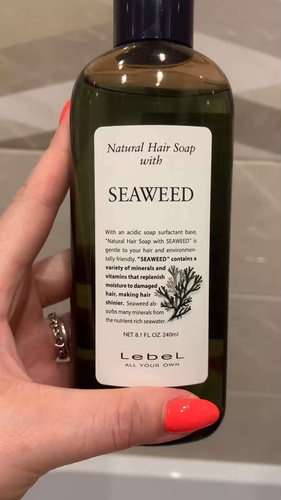 Natural Hair Soap
with
SEAWEED
With an acidic soap surfactant base,
"Natural Hair Soap with SEAWEED" is
gentle to your hair and environmen-
tally friendly. "SEAWEED" contains a
variety of minerals and
vitamins that replenish
moisture to damaged
hair, making hair
shinier. Seaweed ab-
sorbs many minerals from
the nutrient rich seawater.
NET 8.1 FL.OZ. 240ml
LebeL
ALL YOUR OWN